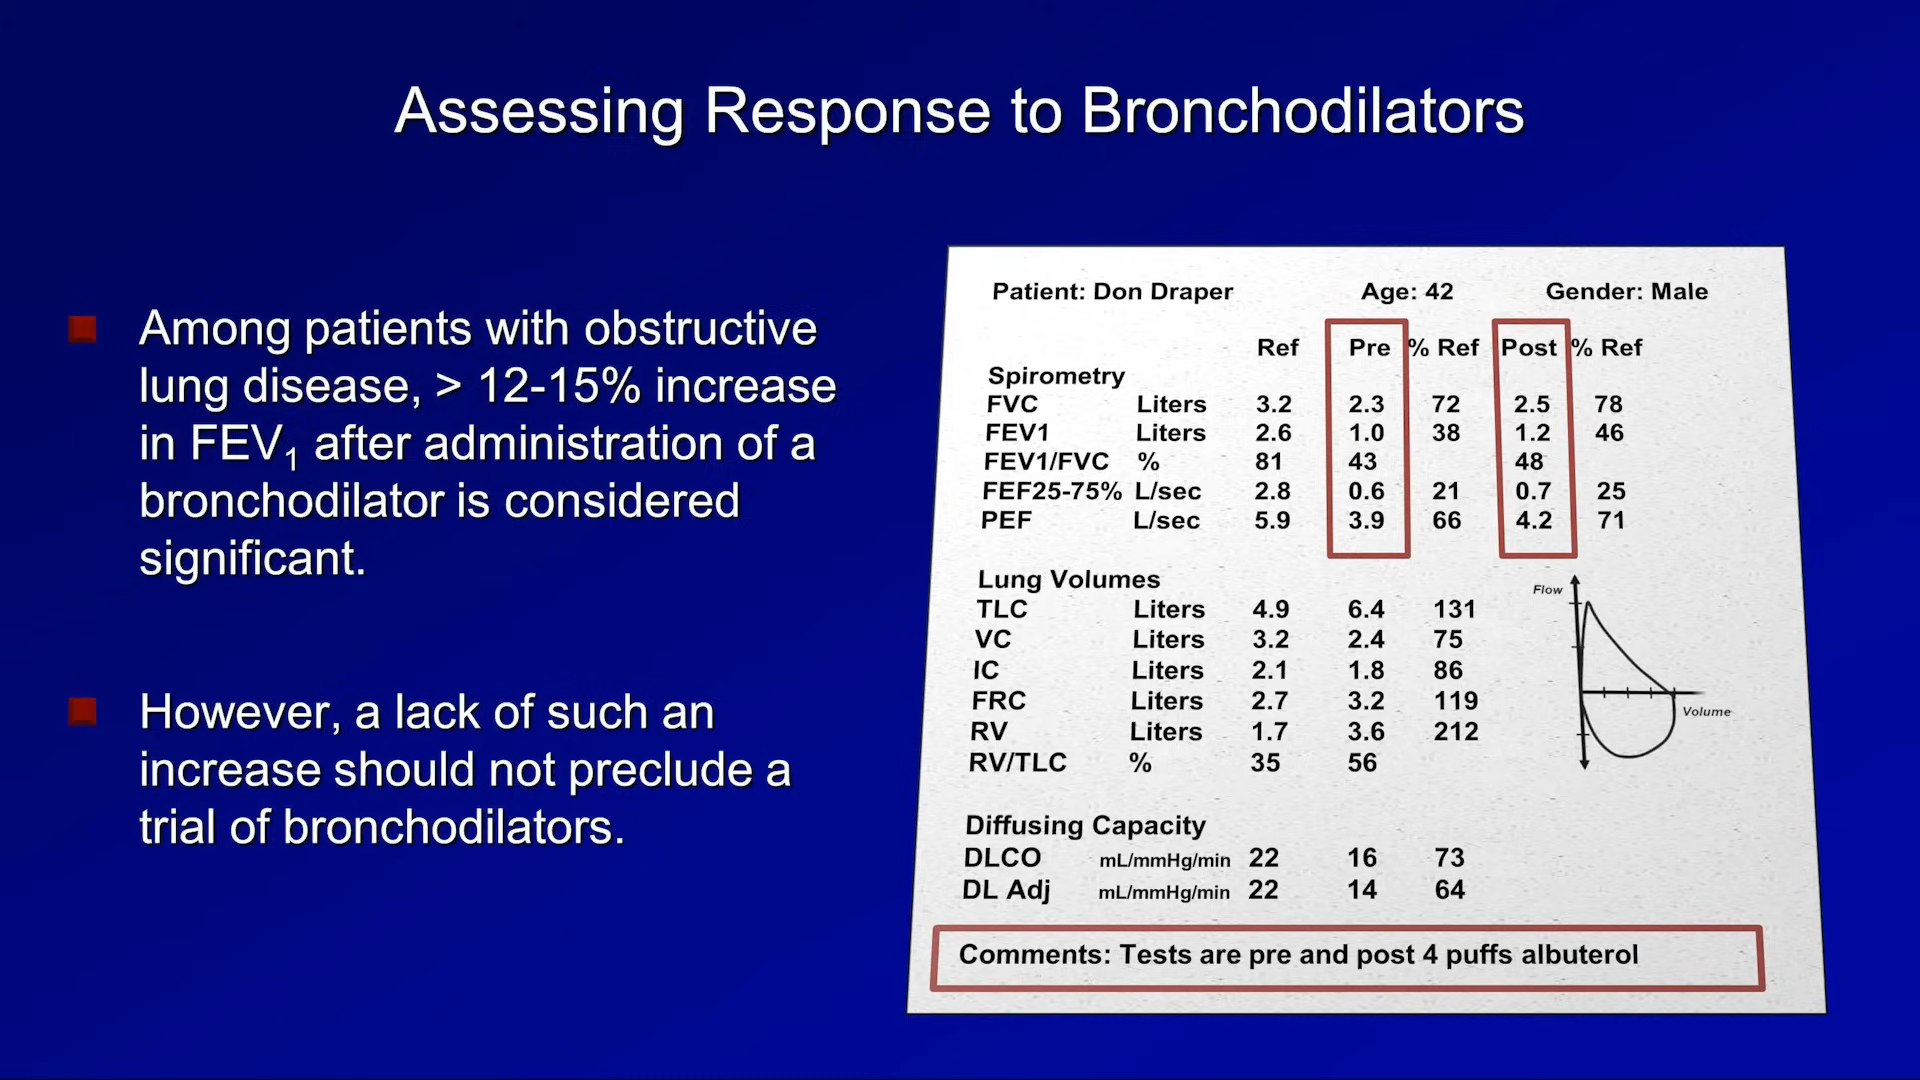 Assessing Response to Bronchodilators
Among patients with obstructive
lung disease, > 12-15% increase
in FEV1 after administration of a
bronchodilator is considered
significant.
However, a lack of such an
increase should not preclude a
trial of bronchodilators.
Patient: Don Draper Age: 42 Gender: Male
Ref Pre % Ref Post % Ref
Spirometry
FVC Liters 3.2 2.3 72 2.5 78
FEV1 Liters 2.6 1.0 38 1.2 46
FEV1/FVC % 81 43 48
FEF25-75% L/sec 2.8 0.6 21 0.7 25
PEF L/sec 5.9 3.9 66 4.2 71
Lung Volumes
TLC Liters 4.9 6.4 131
VC Liters 3.2 2.4 75
IC Liters 2.1 1.8 86
FRC Liters 2.7 3.2 119
RV Liters 1.7 3.6 212
RV/TLC % 35 56
Flow
Volume
Diffusing Capacity
DLCO mL/mmHg/min 22 16 73
DL Adj mL/mmHg/min 22 14 64
Comments: Tests are pre and post 4 puffs albuterol